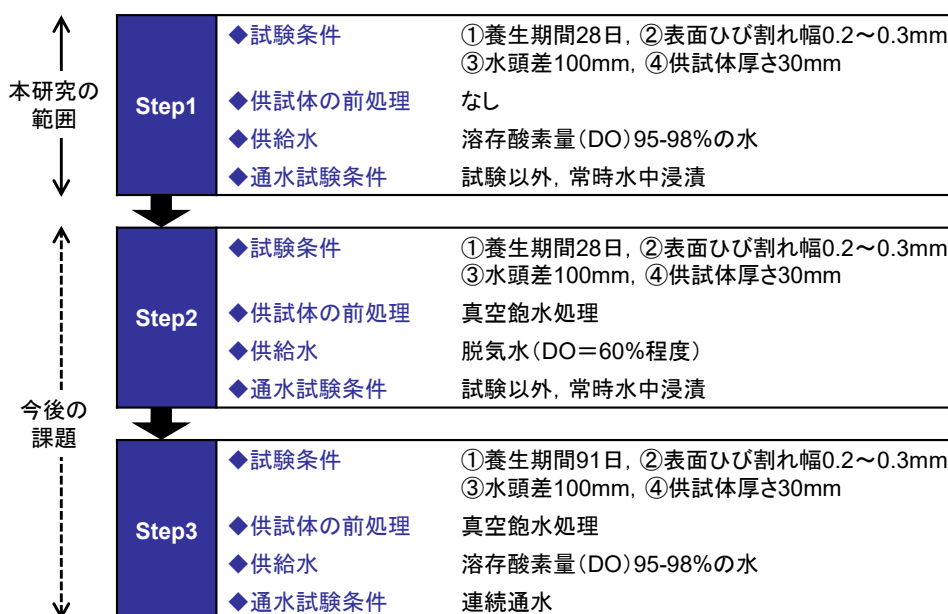 本研究の
範囲
Step1
◆試験条件 ①養生期間28日，②表面ひび割れ幅0.2～0.3mm
③水頭差100mm，④供試体厚さ30mm
◆供試体の前処理 なし
◆供給水 溶存酸素量（DO）95-98%の水
◆通水試験条件 試験以外，常時水中浸漬
今後の
課題
Step2
◆試験条件 ①養生期間28日，②表面ひび割れ幅0.2～0.3mm
③水頭差100mm，④供試体厚さ30mm
◆供試体の前処理 真空飽水処理
◆供給水 脱気水（DO＝60%程度）
◆通水試験条件 試験以外，常時水中浸漬
Step3
◆試験条件 ①養生期間91日，②表面ひび割れ幅0.2～0.3mm
③水頭差100mm，④供試体厚さ30mm
◆供試体の前処理 真空飽水処理
◆供給水 溶存酸素量（DO）95-98%の水
◆通水試験条件 連続通水